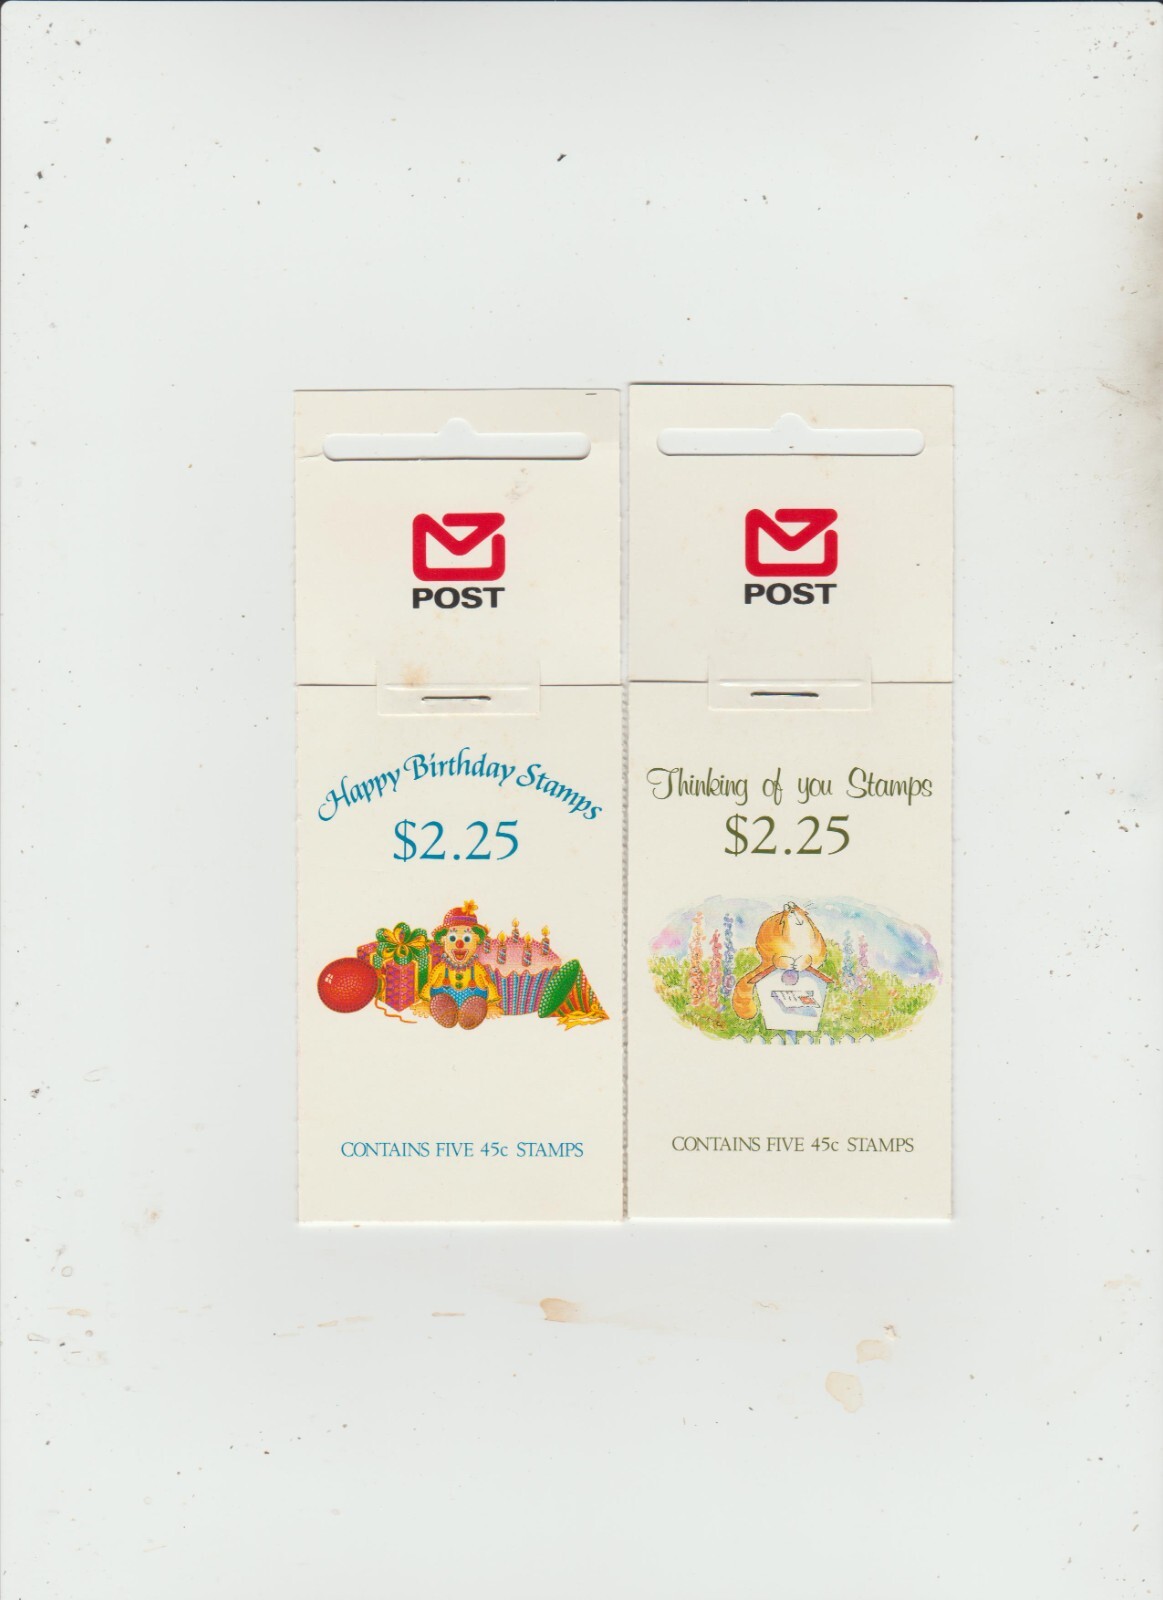 POST
Happy Birthday Stamps
$2.25
CONTAINS FIVE 45c STAMPS
POST
Thinking of you Stamps
$2.25
CONTAINS FIVE 45c STAMPS